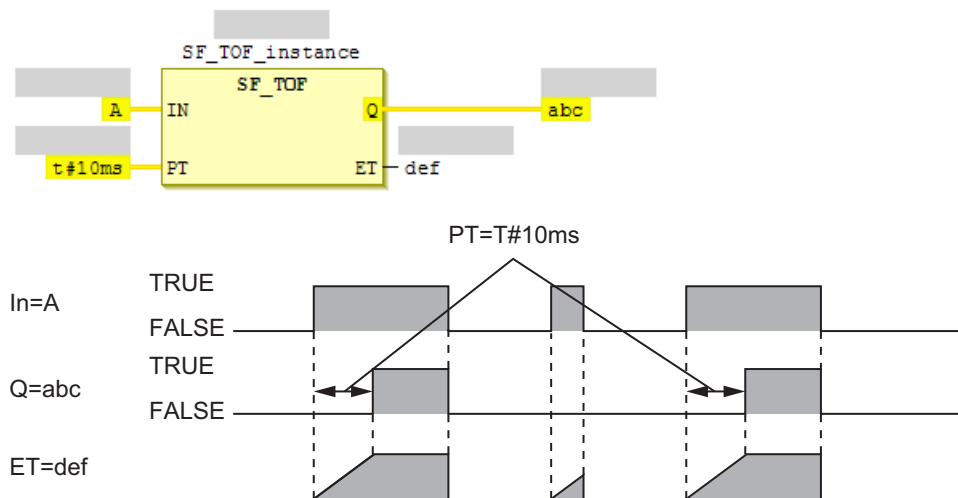 SF_TOF_instance
SF_TOF
A IN Q abc
t#10ms PT ET def
PT=T#10ms
In=A TRUE
FALSE
Q=abc TRUE
FALSE
ET=def